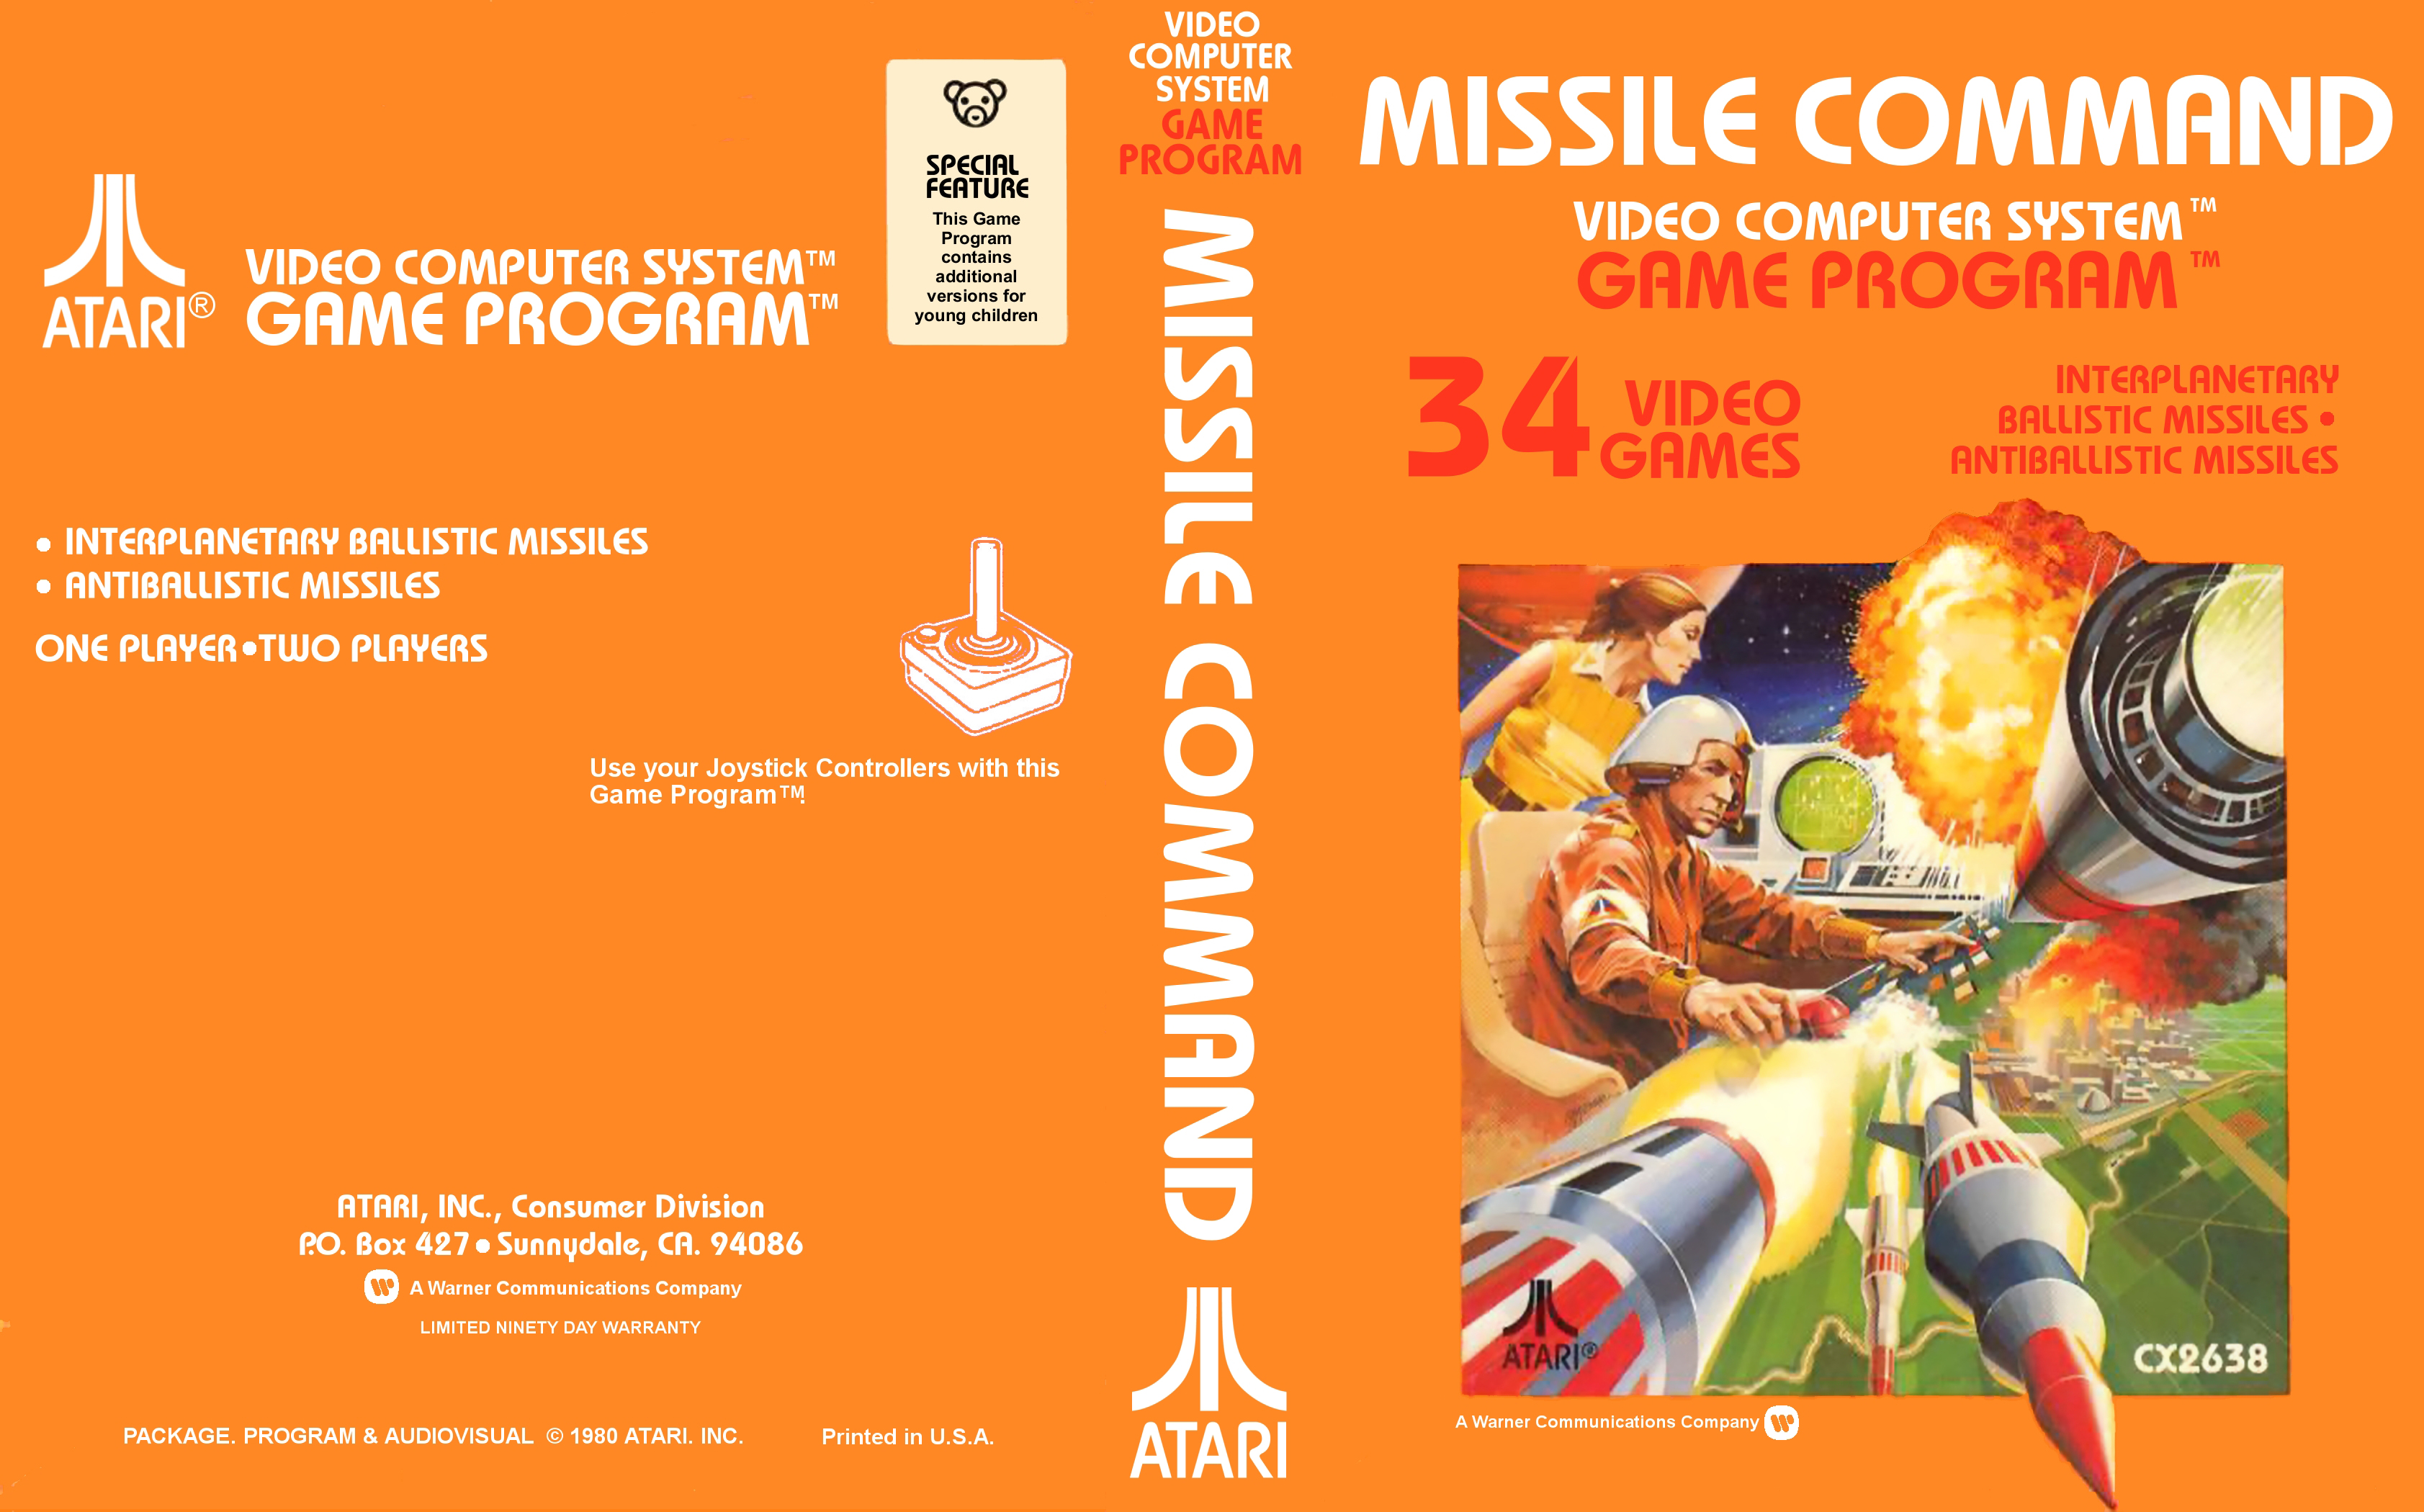 ATARI®
VIDEO COMPUTER SYSTEM™
GAME PROGRAM™
SPECIAL
FEATURE
This Game
Program
contains
additional
versions for
young children
• INTERPLANETARY BALLISTIC MISSILES
• ANTIBALLISTIC MISSILES
ONE PLAYER•TWO PLAYERS
Use your Joystick Controllers with this
Game Program™.
ATARI, INC., Consumer Division
P.O. Box 427 • Sunnydale, CA. 94086
A Warner Communications Company
LIMITED NINETY DAY WARRANTY
PACKAGE. PROGRAM & AUDIOVISUAL © 1980 ATARI. INC.
Printed in U.S.A.
VIDEO
COMPUTER
SYSTEM
GAME
PROGRAM
MISSILE COMMAND
ATARI
MISSILE COMMAND
VIDEO COMPUTER SYSTEM™
GAME PROGRAM™
34 VIDEO
GAMES
INTERPLANETARY
BALLISTIC MISSILES •
ANTIBALLISTIC MISSILES
ATARI®
CX2638
A Warner Communications Company